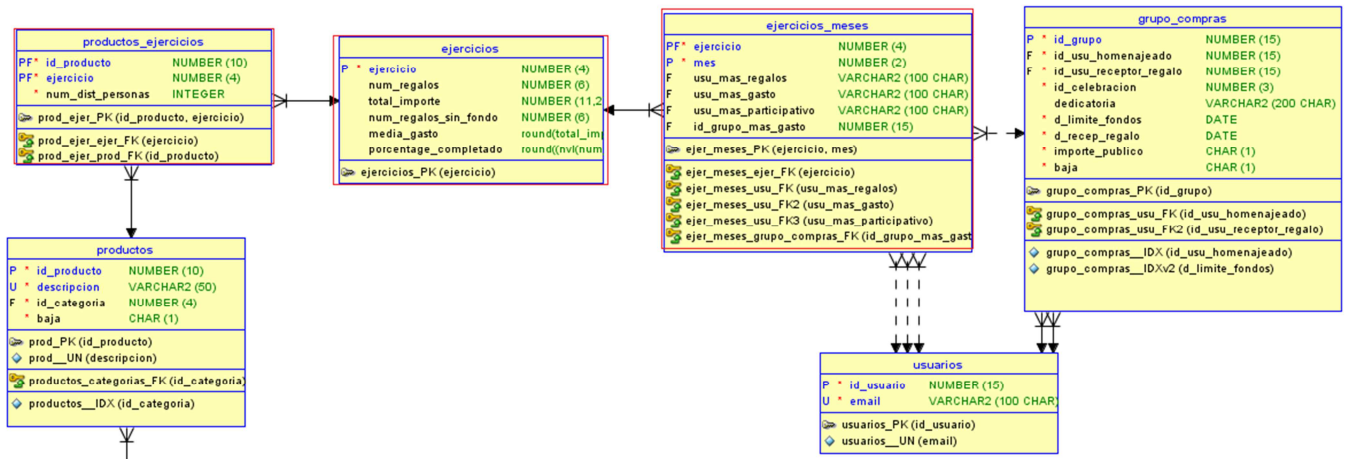 productos_ejercicios
PF* id_producto NUMBER (10)
PF* ejercicio NUMBER (4)
* num_dist_personas INTEGER
prod_ejer_PK (id_producto, ejercicio)
prod_ejer_ejer_FK (ejercicio)
prod_ejer_prod_FK (id_producto)
ejercicios
P * ejercicio NUMBER (4)
num_regalos NUMBER (6)
total_importe NUMBER (11,2
num_regalos_sin_fondo NUMBER (6)
media_gasto round(total_im
porcentage_completado round((nvl(num
ejercicios_PK (ejercicio)
ejercicios_meses
PF* ejercicio NUMBER (4)
P * mes NUMBER (2)
F usu_mas_regalos VARCHAR2 (100 CHAR)
F usu_mas_gasto VARCHAR2 (100 CHAR)
F usu_mas_participativo VARCHAR2 (100 CHAR)
F id_grupo_mas_gasto NUMBER (15)
ejer_meses_PK (ejercicio, mes)
ejer_meses_ejer_FK (ejercicio)
ejer_meses_usu_FK (usu_mas_regalos)
ejer_meses_usu_FK2 (usu_mas_gasto)
ejer_meses_usu_FK3 (usu_mas_participativo)
ejer_meses_grupo_compras_FK (id_grupo_mas_gast
grupo_compras
P * id_grupo NUMBER (15)
F * id_usu_homenajeado NUMBER (15)
F * id_usu_receptor_regalo NUMBER (15)
* id_celebracion NUMBER (3)
dedicatoria VARCHAR2 (200 CHAR)
* d_limite_fondos DATE
* d_recep_regalo DATE
* importe_publico CHAR (1)
* baja CHAR (1)
grupo_compras_PK (id_grupo)
grupo_compras_usu_FK (id_usu_homenajeado)
grupo_compras_usu_FK2 (id_usu_receptor_regalo)
grupo_compras__IDX (id_usu_homenajeado)
grupo_compras__IDXv2 (d_limite_fondos)
productos
P * id_producto NUMBER (10)
U * descripcion VARCHAR2 (50)
F * id_categoria NUMBER (4)
* baja CHAR (1)
prod_PK (id_producto)
prod__UN (descripcion)
productos_categorias_FK (id_categoria)
productos__IDX (id_categoria)
usuarios
P * id_usuario NUMBER (15)
U * email VARCHAR2 (100 CHAR)
usuarios_PK (id_usuario)
usuarios__UN (email)